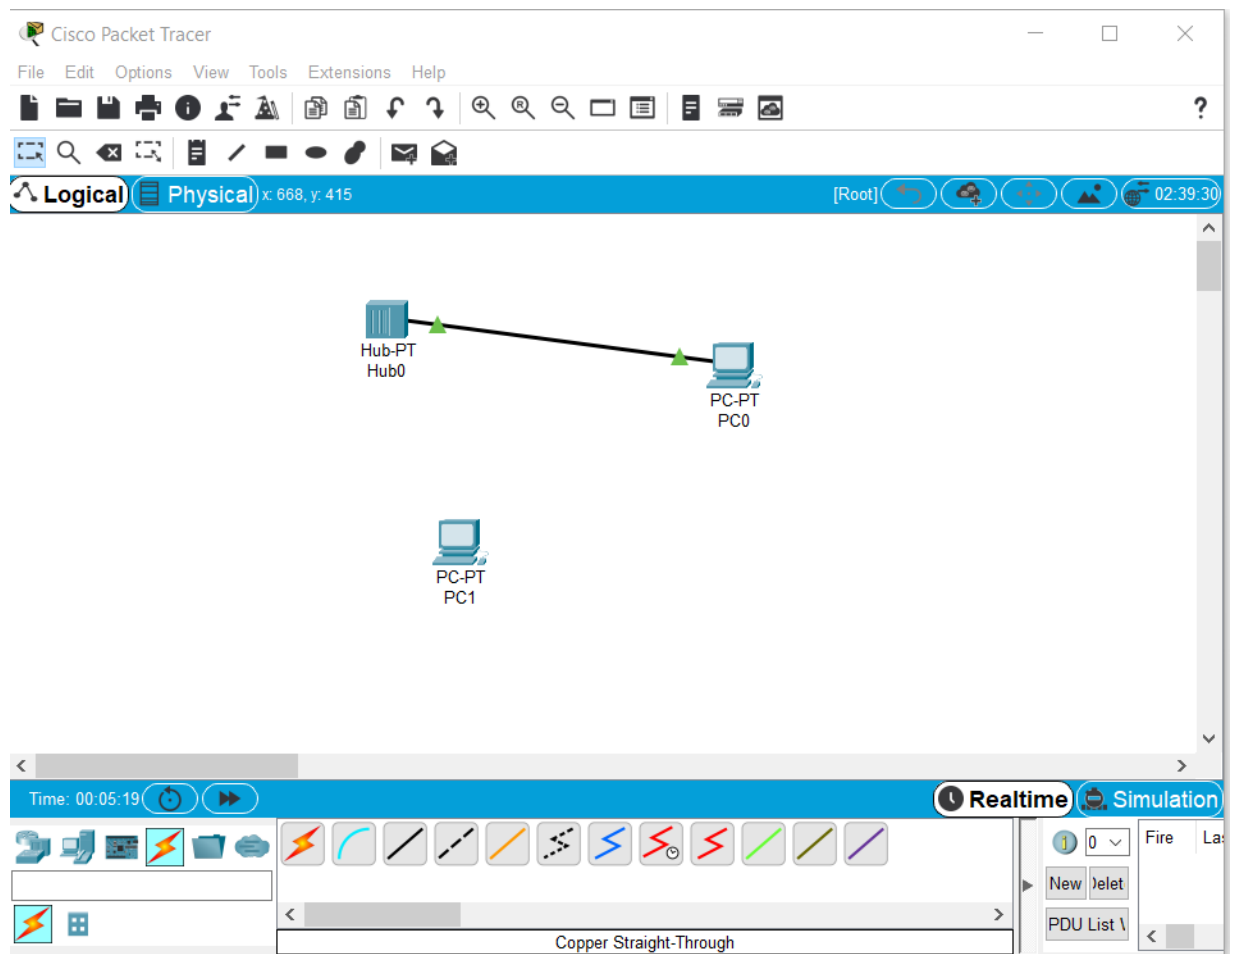 Cisco Packet Tracer
File Edit Options View Tools Extensions Help
R
?
Logical Physical x: 668, y: 415 [Root] 02:39:30
Hub-PT
Hub0
PC-PT
PC0
PC-PT
PC1
Time: 00:05:19 Realtime Simulation
0 Fire Las
New Delet
PDU List
Copper Straight-Through